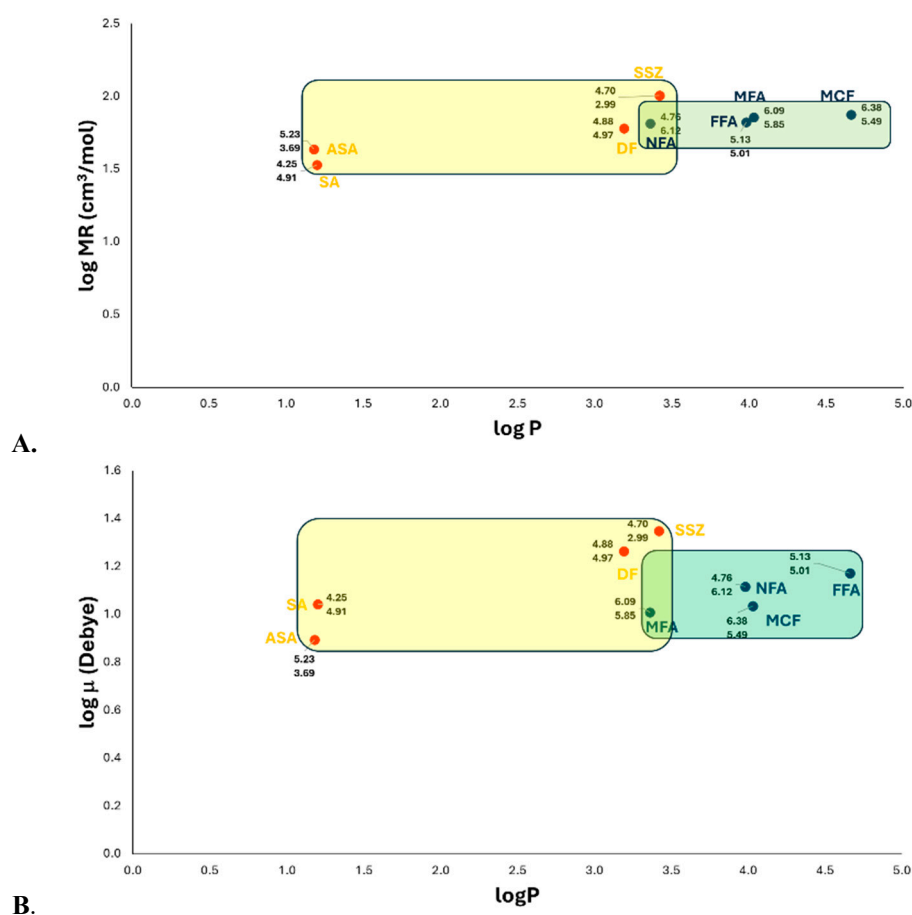 2.5
2.0
1.5
1.0
0.5
0.0
log MR (cm³/mol)
SSZ
4.70
2.99
MFA
MCF
6.09
5.85
6.38
5.49
4.88
4.97
4.76
6.12
FFA
DF
NFA
5.13
5.01
5.23
3.69
ASA
4.25
4.91
SA
0.0 0.5 1.0 1.5 2.0 2.5 3.0 3.5 4.0 4.5 5.0
log P
A.
1.6
1.4
1.2
1.0
0.8
0.6
0.4
0.2
0.0
log µ (Debye)
4.70
2.99
SSZ
4.88
4.97
DF
5.13
5.01
FFA
4.76
6.12
NFA
SA
4.25
4.91
6.09
5.85
MFA
MCF
6.38
5.49
ASA
5.23
3.69
0.0 0.5 1.0 1.5 2.0 2.5 3.0 3.5 4.0 4.5 5.0
logP
B.